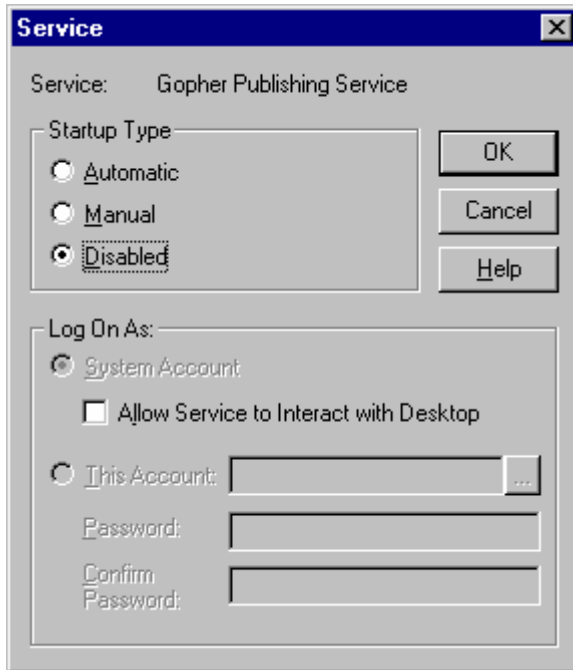 Service
Service: Gopher Publishing Service
Startup Type
Automatic
Manual
Disabled
OK
Cancel
Help
Log On As:
System Account
Allow Service to Interact with Desktop
This Account:
...
Password:
Confirm
Password: